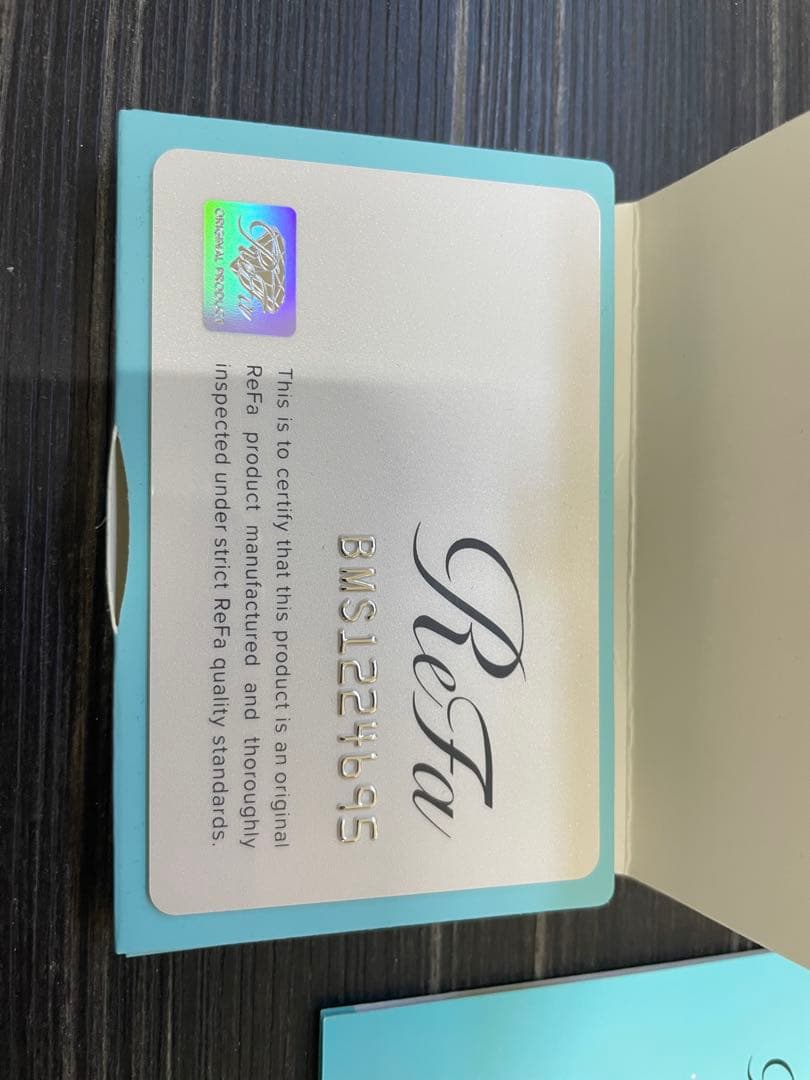 ReFa
BMS1224695
This is to certify that this product is an original
ReFa product manufactured and thoroughly
inspected under strict ReFa quality standards.
ReFa
ORIGINAL PRODUCT